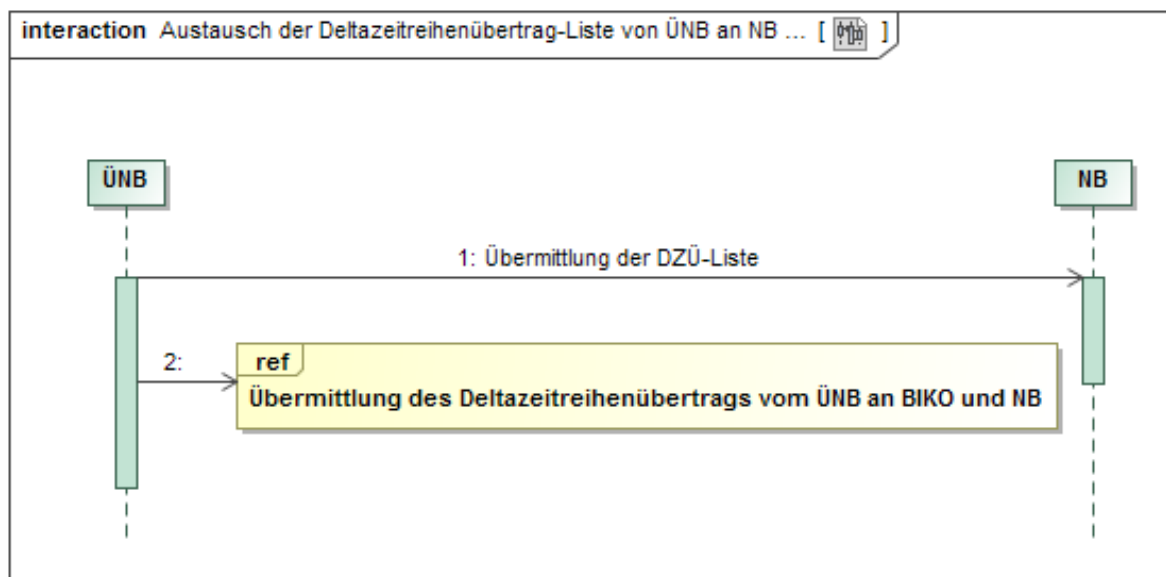 interaction Austausch der Deltazeitreihenübertrag-Liste von ÜNB an NB ... [ ]
ÜNB
NB
1: Übermittlung der DZÜ-Liste
2:
ref
Übermittlung des Deltazeitreihenübertrags vom ÜNB an BIKO und NB